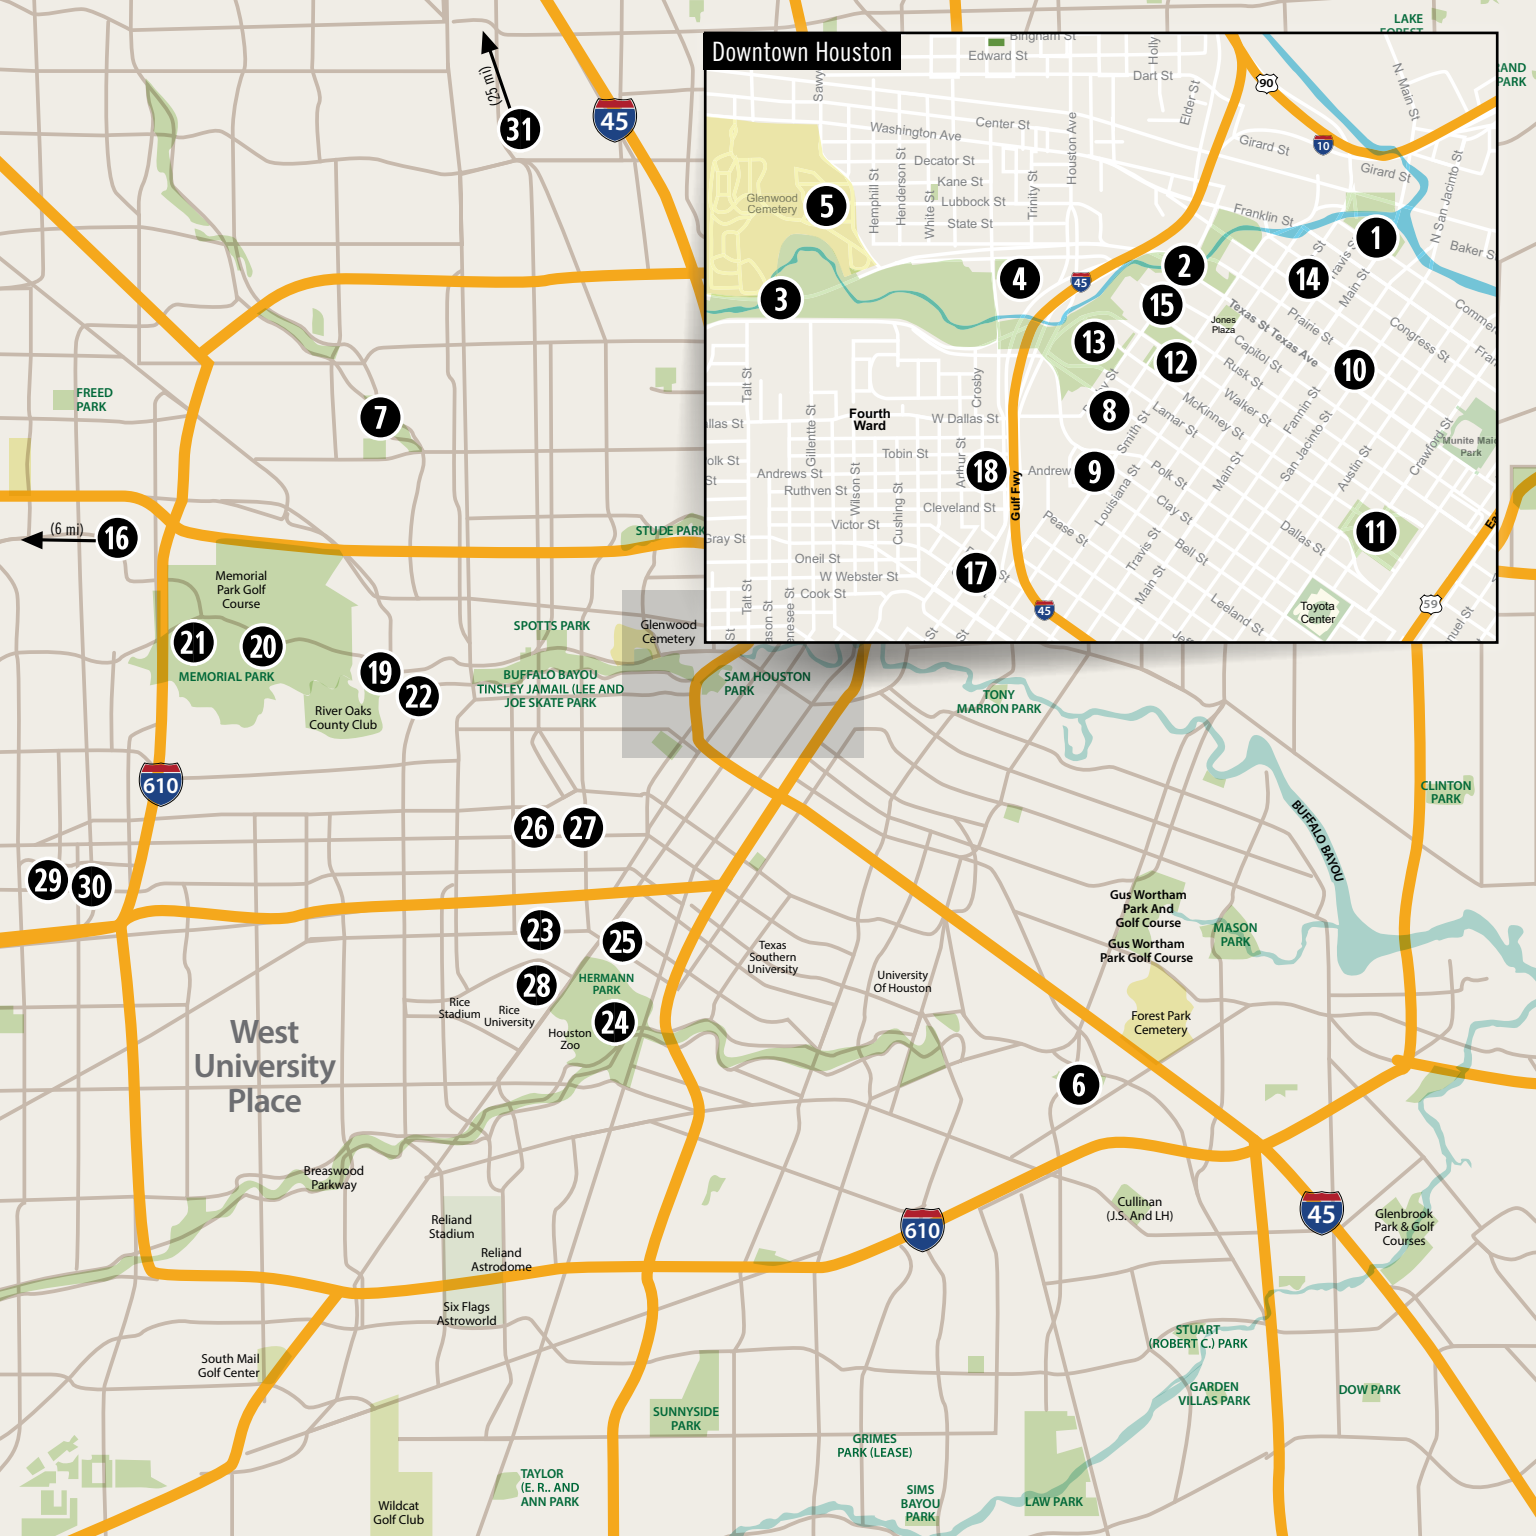 LAKE
RAND
PARK
Downtown Houston
Bingham St
Edward St
Holly
Dart St
Elder St
90
N. Main St
Washington Ave
Center St
Houston Ave
Girard St
10
Girard St
Decator St
Kane St
Lubbock St
State St
Hemphill St
Henderson St
White St
Trinity St
Glenwood
Cemetery
5
Franklin St
N San Jacinto St
Baker S
1
2
3
4
45
14
15
Travis S
Main St
Jones
Plaza
Texas St Texas Ave
Prairie St
Congress St
Commer
13
12
Capitol St
Rusk St
10
Talt St
Crosby
Fourth
Ward
W Dallas St
Gillentte St
8
McKinney St
Walker St
Lamar St
Fannin St
Smith St
San Jacinto St
Crawford St
Munite Maie
Park
Tobin St
Andrews St
Ruthven St
Wilson St
Arthur St
18
Andrew
9
Polk St
Main St
Austin St
Louisiana St
Gulf Fwy
Cleveland St
Cushing St
Victor St
Gray St
Pease St
Clay St
Travis St
Bell St
Dallas St
11
Oneil St
W Webster St
Cook St
Talt St
17
Main St
Leeland St
Toyota
Center
59
45
31
(25 mi)
45
FREED
PARK
7
(6 mi)
16
STUDE PARK
Memorial
Park Golf
Course
SPOTTS PARK
Glenwood
Cemetery
21
20
MEMORIAL PARK
19
22
River Oaks
County Club
BUFFALO BAYOU
TINSLEY JAMAIL (LEE AND
JOE SKATE PARK
SAM HOUSTON
PARK
TONY
MARRON PARK
610
CLINTON
PARK
BUFFALO BAYOU
26
27
29
30
Gus Wortham
Park And
Golf Course
Gus Wortham
Park Golf Course
MASON
PARK
23
25
Texas
Southern
University
University
Of Houston
28
HERMANN
PARK
Rice
Stadium
Rice
University
Houston
Zoo
24
Forest Park
Cemetery
West
University
Place
6
Breaswood
Parkway
Cullinan
(J.S. And LH)
45
Glenbrook
Park & Golf
Courses
610
Reliand
Stadium
Reliand
Astrodome
Six Flags
Astroworld
STUART
(ROBERT C.) PARK
South Mail
Golf Center
GARDEN
VILLAS PARK
DOW PARK
SUNNYSIDE
PARK
GRIMES
PARK (LEASE)
TAYLOR
(E. R.. AND
ANN PARK
Wildcat
Golf Club
SIMS
BAYOU
PARK
LAW PARK